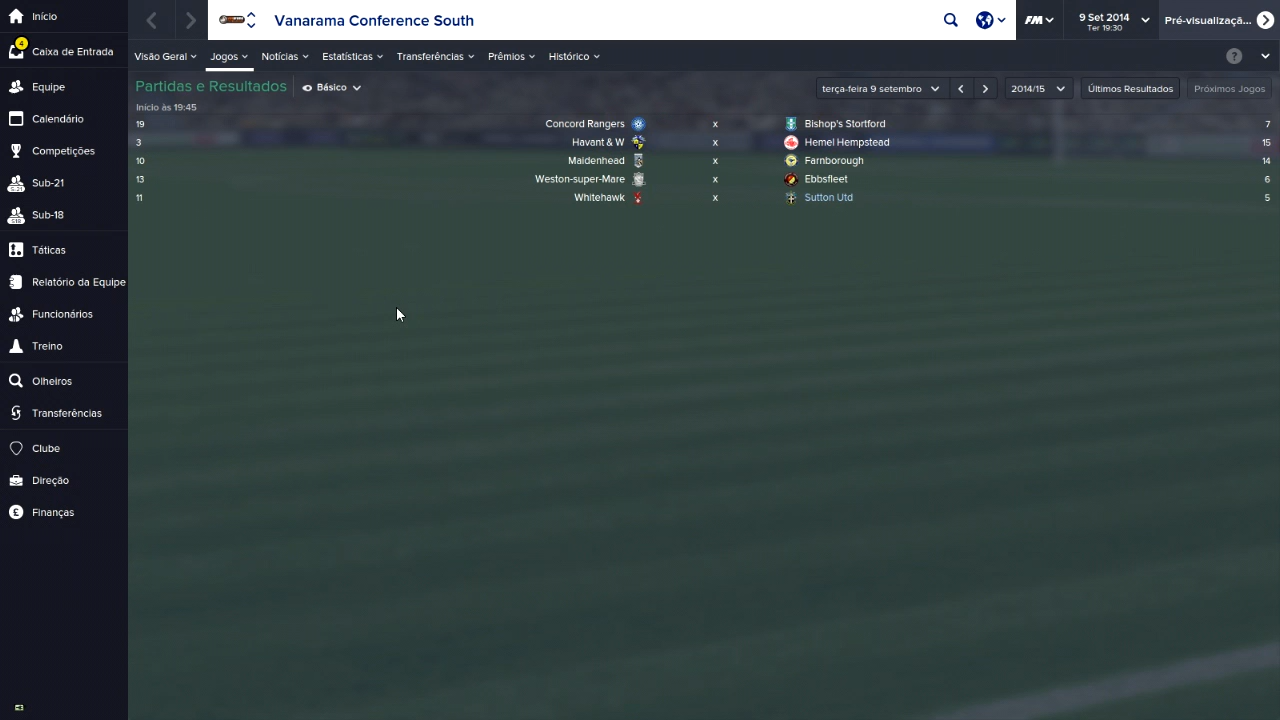 Início
4
Caixa de Entrada
Equipe
Calendário
Competições
Sub-21
Sub-18
Táticas
Relatório da Equipe
Funcionários
Treino
Olheiros
Transferências
Clube
Direção
Finanças
Vanarama Conference South
FM
9 Set 2014
Ter 19:30
Pré-visualizaçã...
Visão Geral
Jogos
Notícias
Estatísticas
Transferências
Prêmios
Histórico
?
Partidas e Resultados
Básico
terça-feira 9 setembro
2014/15
Últimos Resultados
Próximos Jogos
Início às 19:45
19 Concord Rangers x Bishop's Stortford 7
3 Havant & W x Hemel Hempstead 15
10 Maidenhead x Farnborough 14
13 Weston-super-Mare x Ebbsfleet 6
11 Whitehawk x Sutton Utd 5